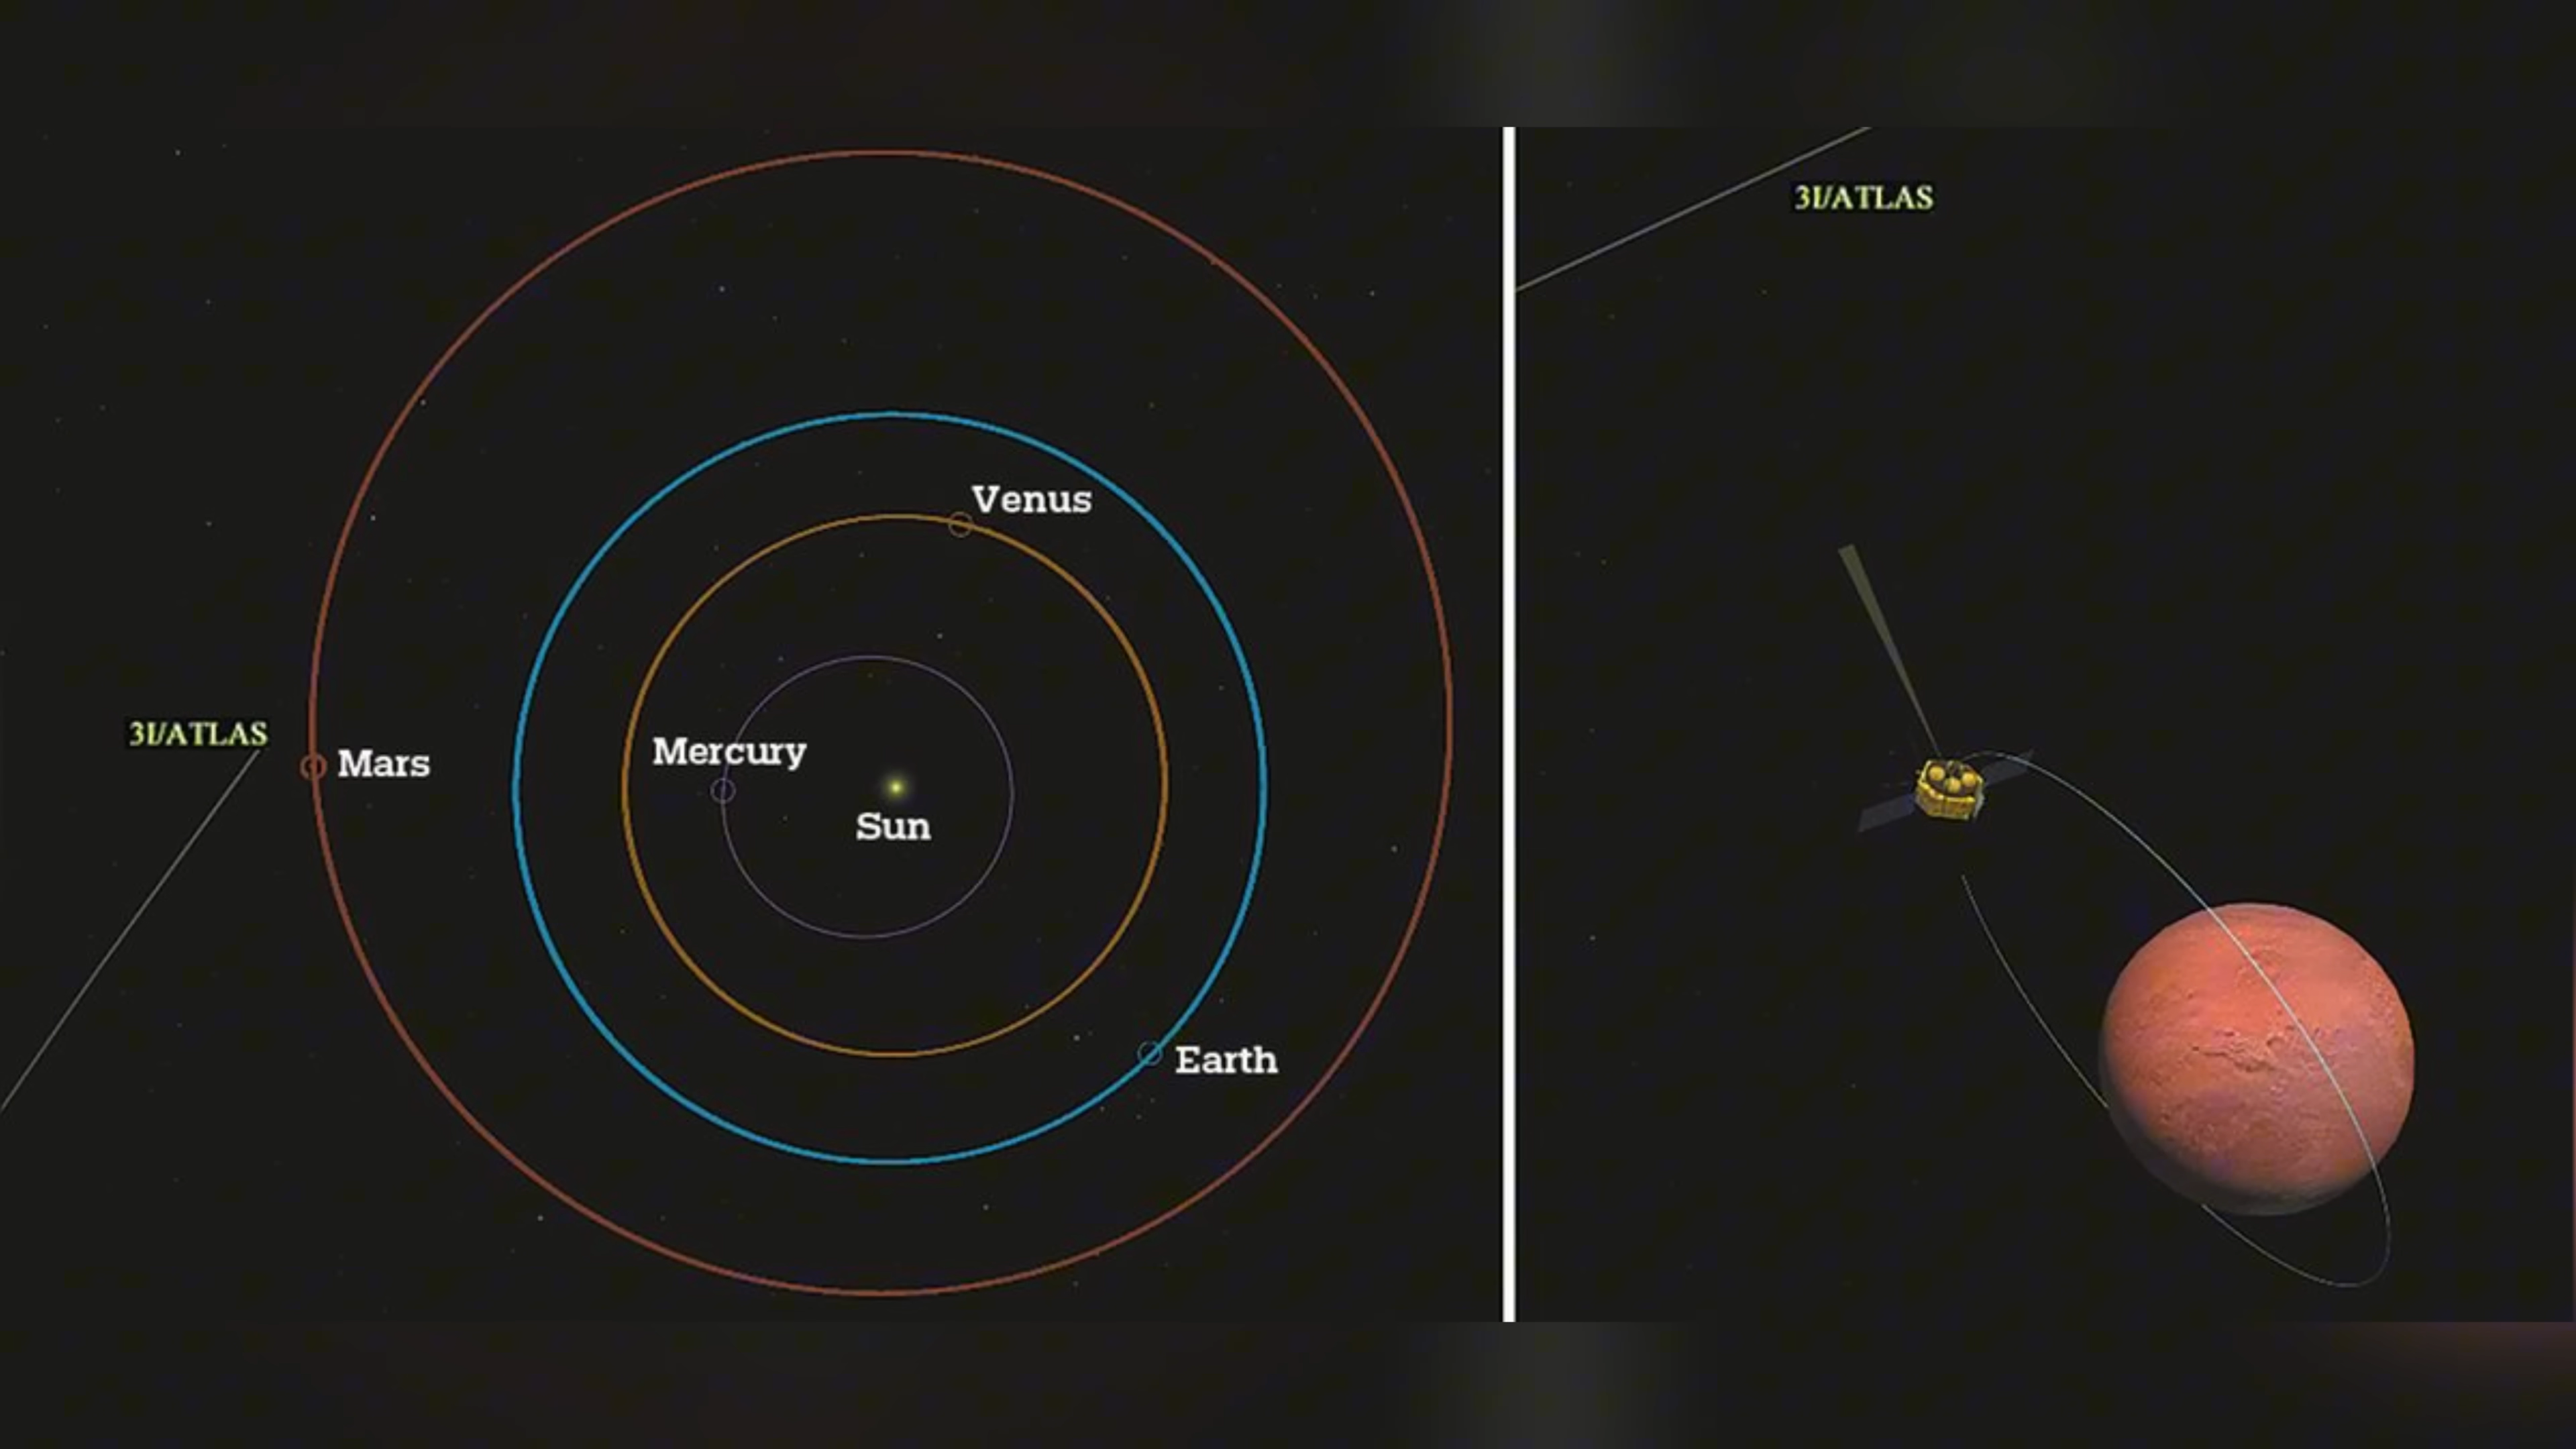 Venus
3I/ATLAS
Mars
Mercury
Sun
Earth
3I/ATLAS